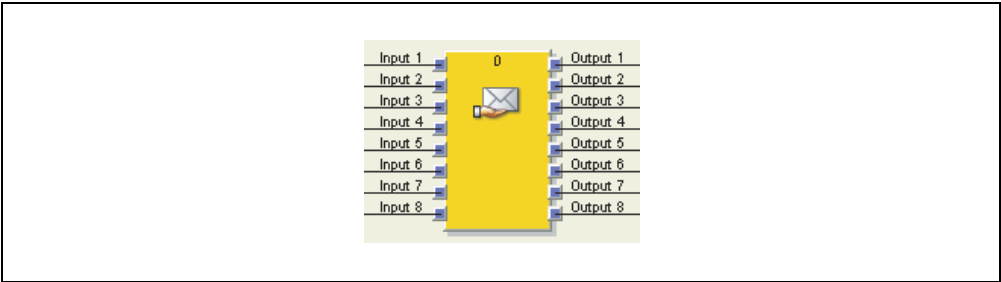 0
Input 1 Output 1
Input 2 Output 2
Input 3 Output 3
Input 4 Output 4
Input 5 Output 5
Input 6 Output 6
Input 7 Output 7
Input 8 Output 8